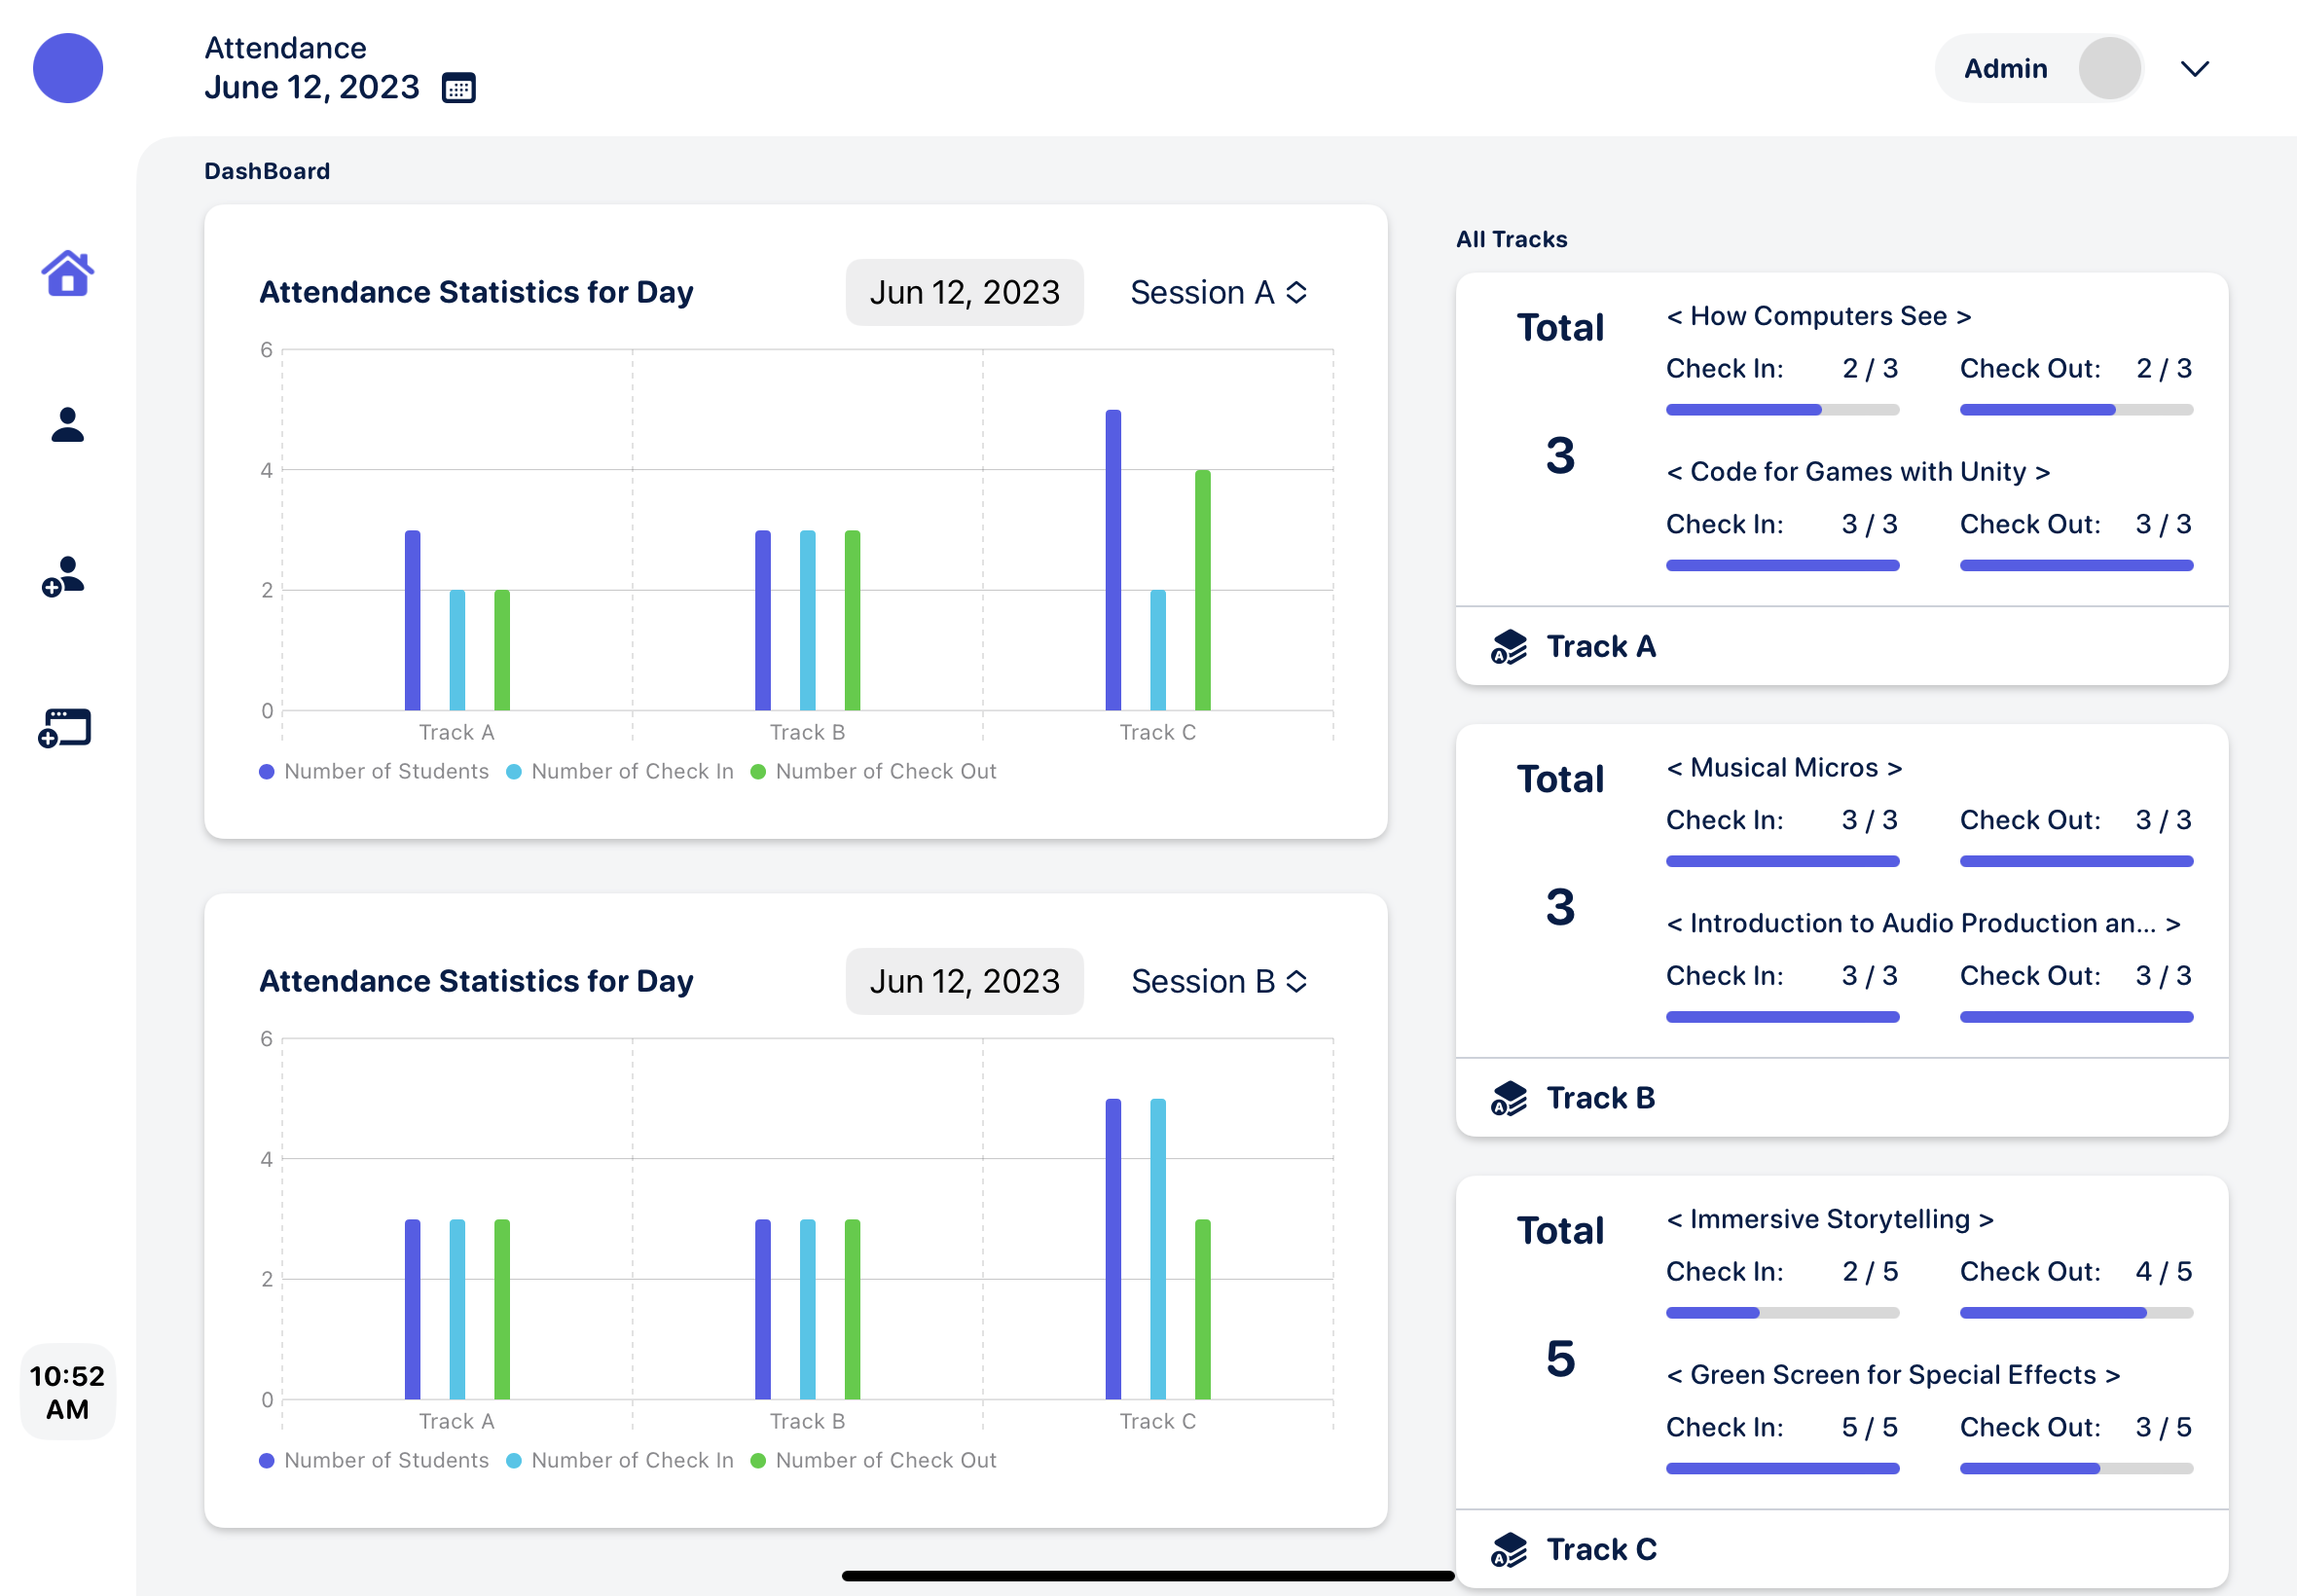 Attendance
June 12, 2023
Admin
DashBoard
Attendance Statistics for Day
Jun 12, 2023
Session A
6
4
2
0
Track A
Track B
Track C
Number of Students
Number of Check In
Number of Check Out
Attendance Statistics for Day
Jun 12, 2023
Session B
6
4
2
0
Track A
Track B
Track C
Number of Students
Number of Check In
Number of Check Out
All Tracks
Total
3
< How Computers See >
Check In: 2 / 3
Check Out: 2 / 3
< Code for Games with Unity >
Check In: 3 / 3
Check Out: 3 / 3
A
Track A
Total
3
< Musical Micros >
Check In: 3 / 3
Check Out: 3 / 3
< Introduction to Audio Production an... >
Check In: 3 / 3
Check Out: 3 / 3
A
Track B
Total
5
< Immersive Storytelling >
Check In: 2 / 5
Check Out: 4 / 5
< Green Screen for Special Effects >
Check In: 5 / 5
Check Out: 3 / 5
A
Track C
10:52
AM